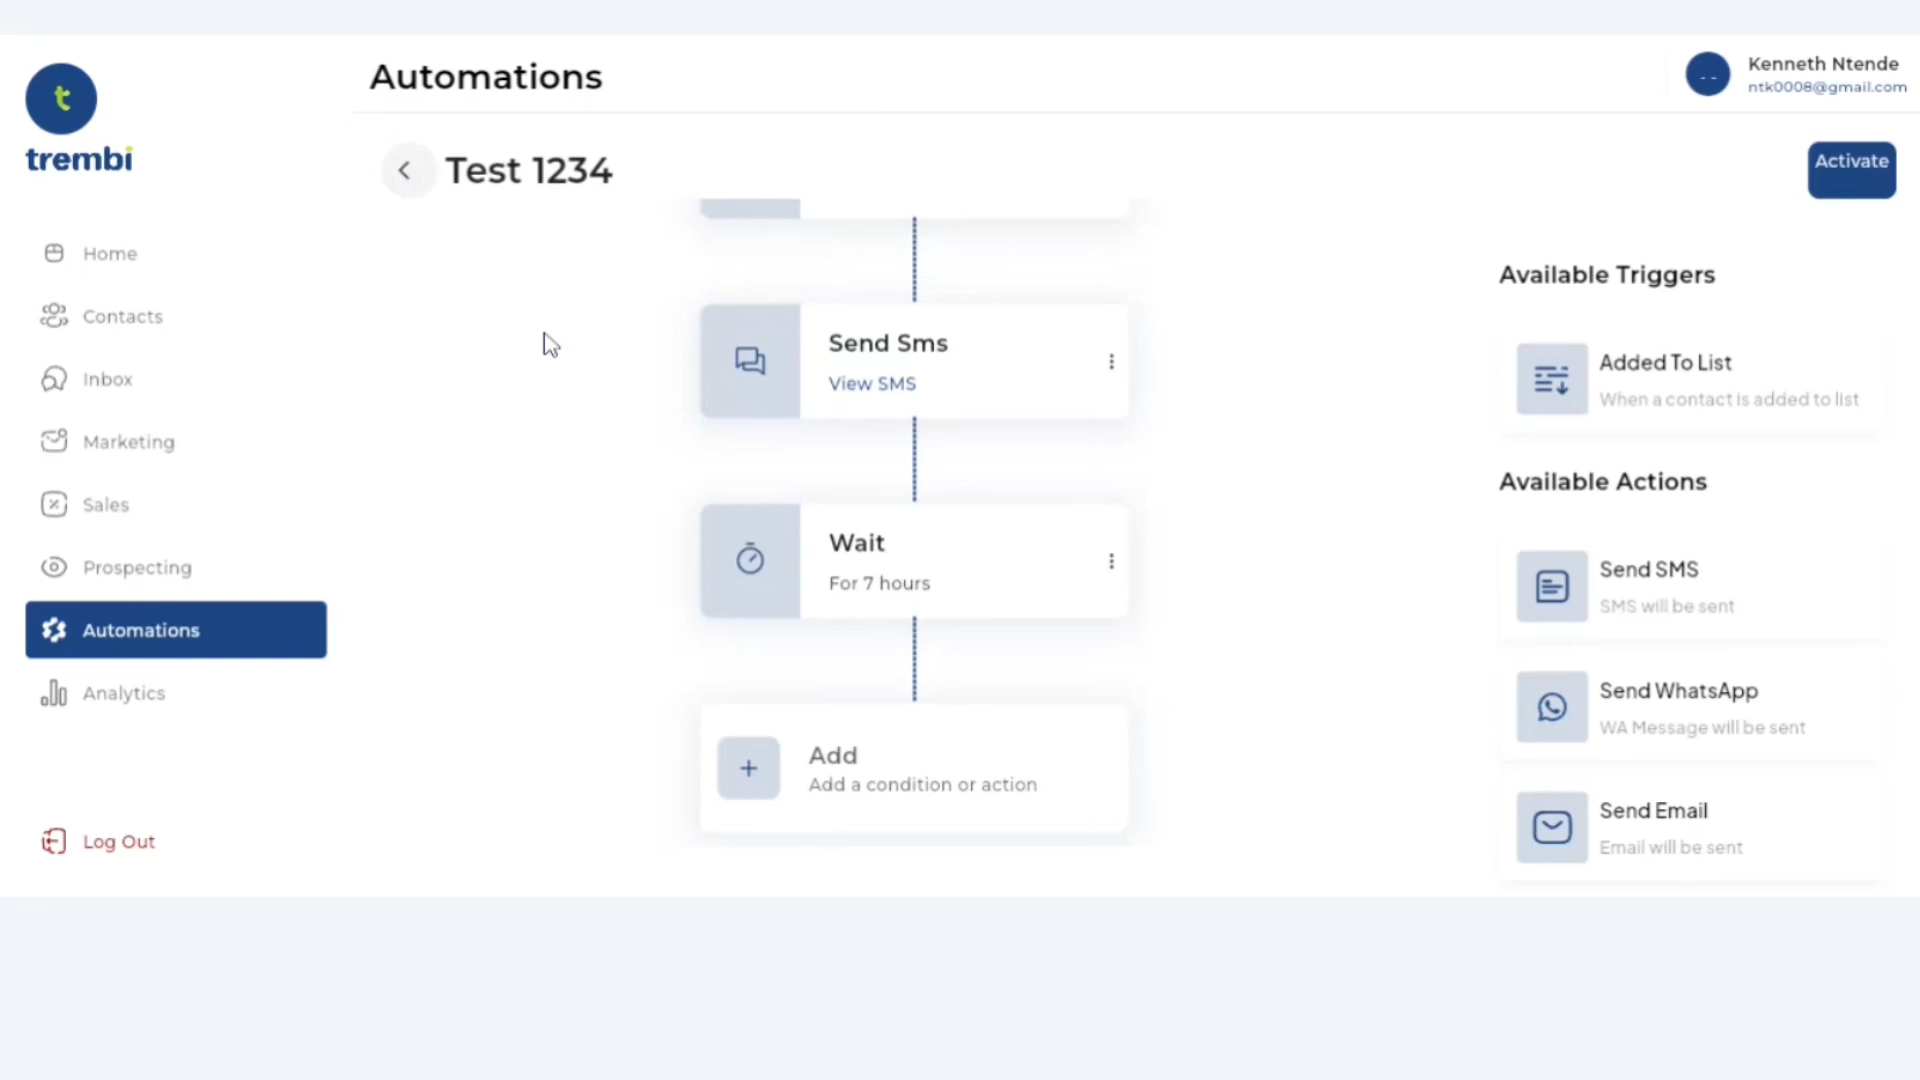 t
trembi
Automations
- -
Kenneth Ntende
ntk0008@gmail.com
Test 1234
Activate
Home
Contacts
Inbox
Marketing
Sales
Prospecting
Automations
Analytics
Log Out
Send Sms
View SMS
Wait
For 7 hours
+
Add
Add a condition or action
Available Triggers
Added To List
When a contact is added to list
Available Actions
Send SMS
SMS will be sent
Send WhatsApp
WA Message will be sent
Send Email
Email will be sent